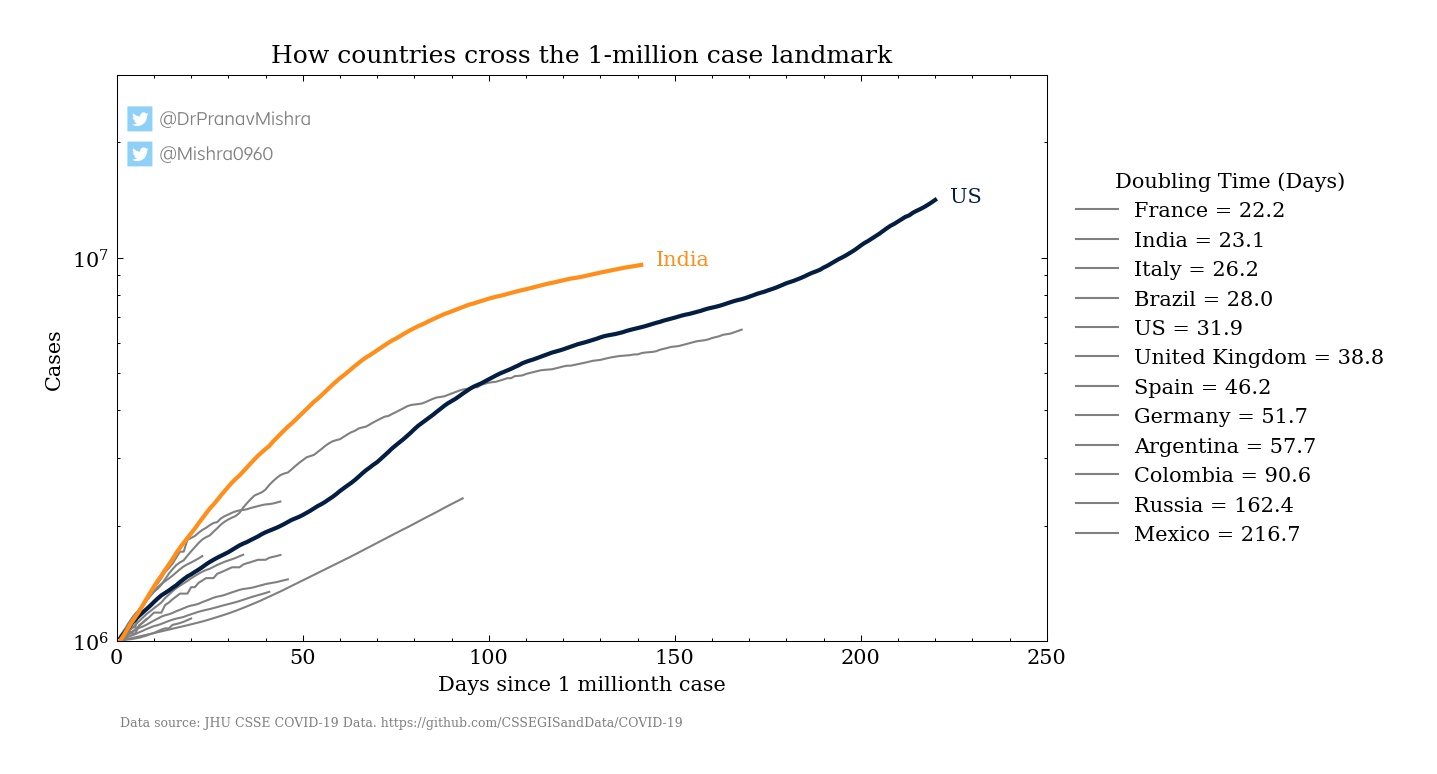 How countries cross the 1-million case landmark
@DrPranavMishra
@Mishra0960
US
India
10⁷
10⁶
Cases
0 50 100 150 200 250
Days since 1 millionth case
Doubling Time (Days)
France = 22.2
India = 23.1
Italy = 26.2
Brazil = 28.0
US = 31.9
United Kingdom = 38.8
Spain = 46.2
Germany = 51.7
Argentina = 57.7
Colombia = 90.6
Russia = 162.4
Mexico = 216.7
Data source: JHU CSSE COVID-19 Data. https://github.com/CSSEGISandData/COVID-19